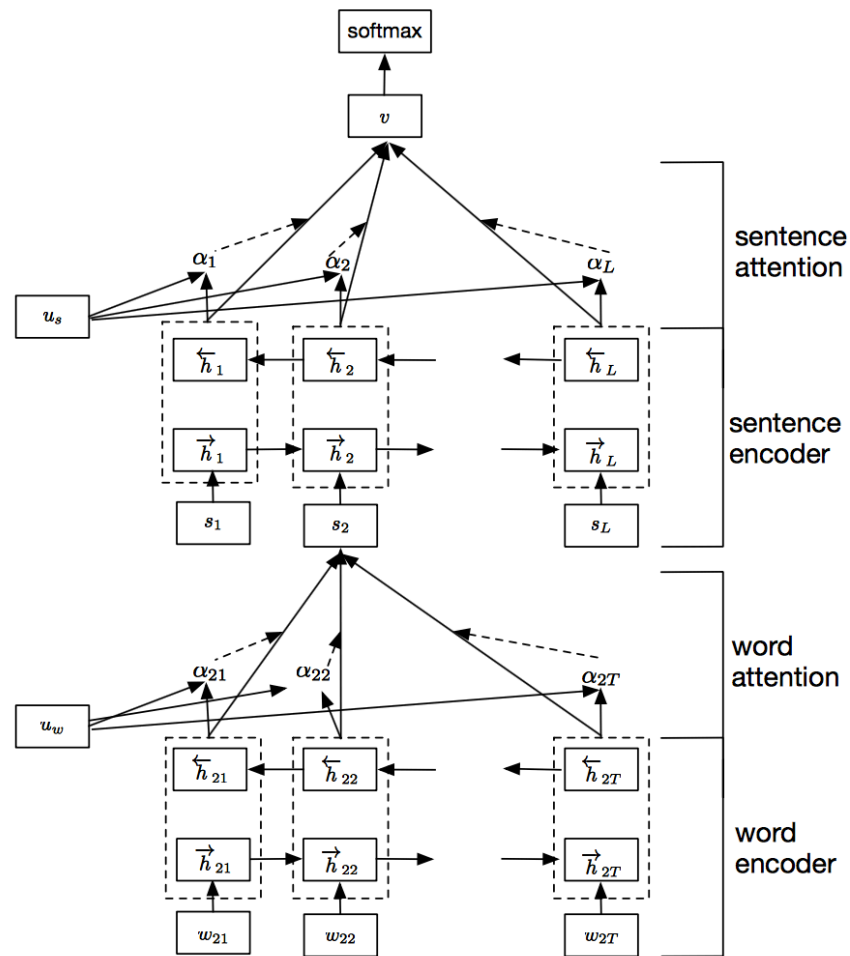 softmax
v
α1 α2 αL
sentence
attention
us
←h1 ←h2 ←hL
→h1 →h2 →hL
sentence
encoder
s1 s2 sL
α21 α22 α2T
word
attention
uw
←h21 ←h22 ←h2T
→h21 →h22 →h2T
word
encoder
w21 w22 w2T